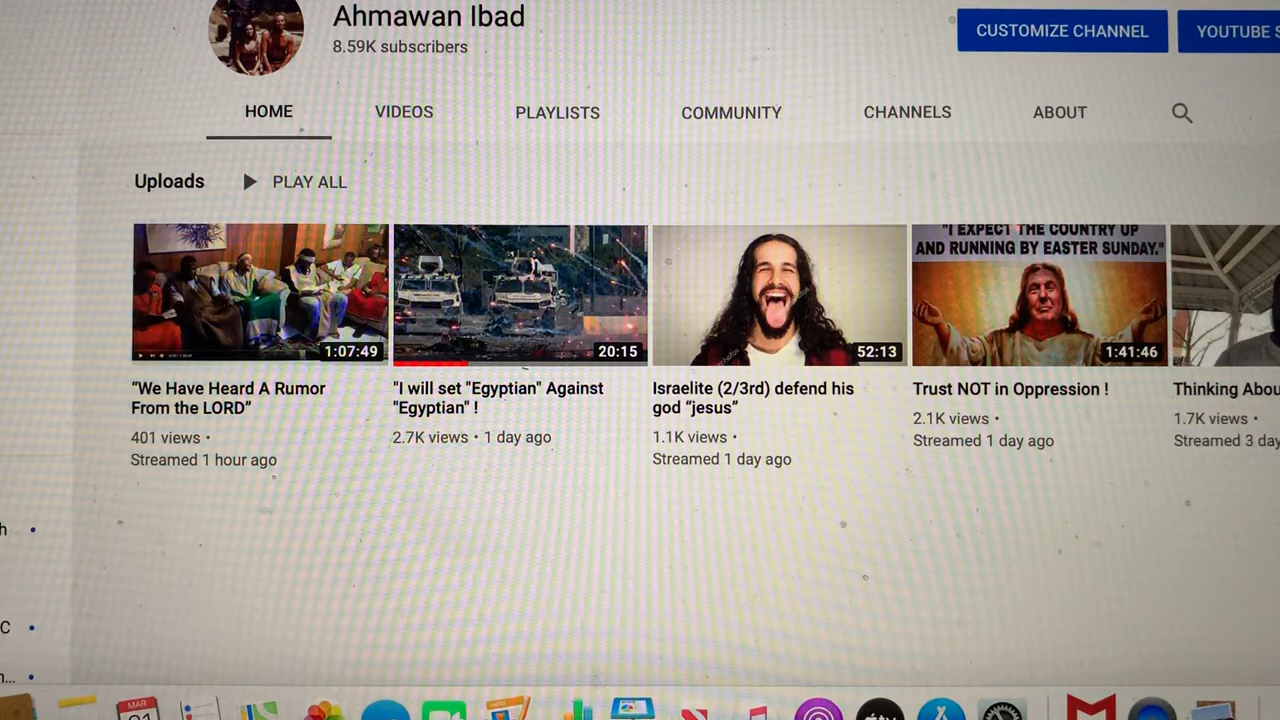 Ahmawan Ibad
8.59K subscribers
CUSTOMIZE CHANNEL
YOUTUBE S
HOME
VIDEOS
PLAYLISTS
COMMUNITY
CHANNELS
ABOUT
Uploads
PLAY ALL
1:07:49
20:15
52:13
"I EXPECT THE COUNTRY UP
AND RUNNING BY EASTER SUNDAY."
1:41:46
“We Have Heard A Rumor
From the LORD”
401 views •
Streamed 1 hour ago
"I will set "Egyptian" Against
"Egyptian" !
2.7K views • 1 day ago
Israelite (2/3rd) defend his
god “jesus”
1.1K views •
Streamed 1 day ago
Trust NOT in Oppression !
2.1K views •
Streamed 1 day ago
Thinking Abou
1.7K views •
Streamed 3 day
h •
C •
n... •
MAR